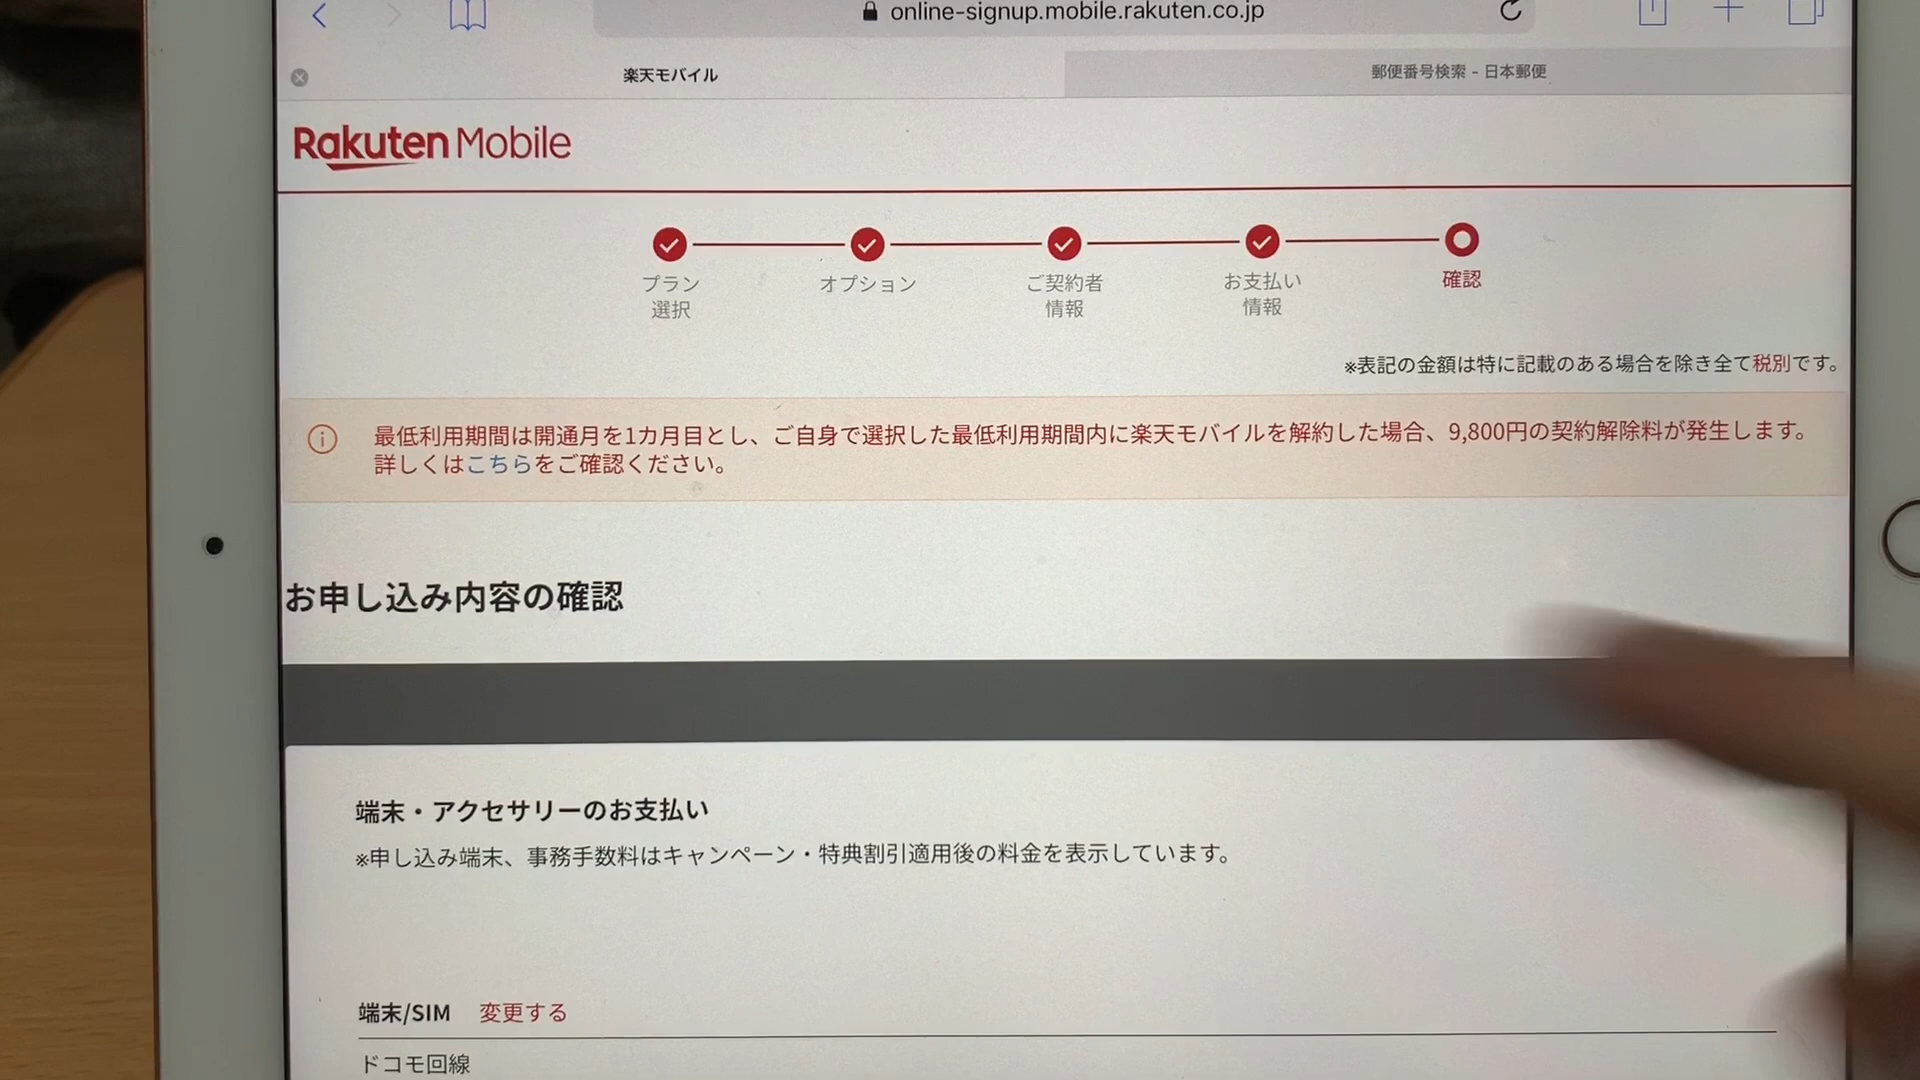 online-signup.mobile.rakuten.co.jp
楽天モバイル
郵便番号検索 - 日本郵便
Rakuten Mobile
プラン
選択
オプション
ご契約者
情報
お支払い
情報
確認
※表記の金額は特に記載のある場合を除き全て税別です。
最低利用期間は開通月を1カ月目とし、ご自身で選択した最低利用期間内に楽天モバイルを解約した場合、9,800円の契約解除料が発生します。
詳しくはこちらをご確認ください。
お申し込み内容の確認
端末・アクセサリーのお支払い
※申し込み端末、事務手数料はキャンペーン・特典割引適用後の料金を表示しています。
端末/SIM 変更する
ドコモ回線